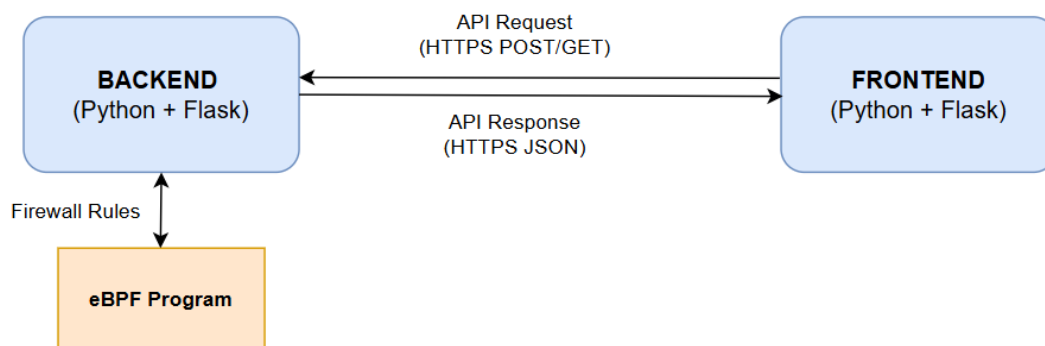 API Request
(HTTPS POST/GET)
BACKEND
(Python + Flask)
FRONTEND
(Python + Flask)
API Response
(HTTPS JSON)
Firewall Rules
eBPF Program